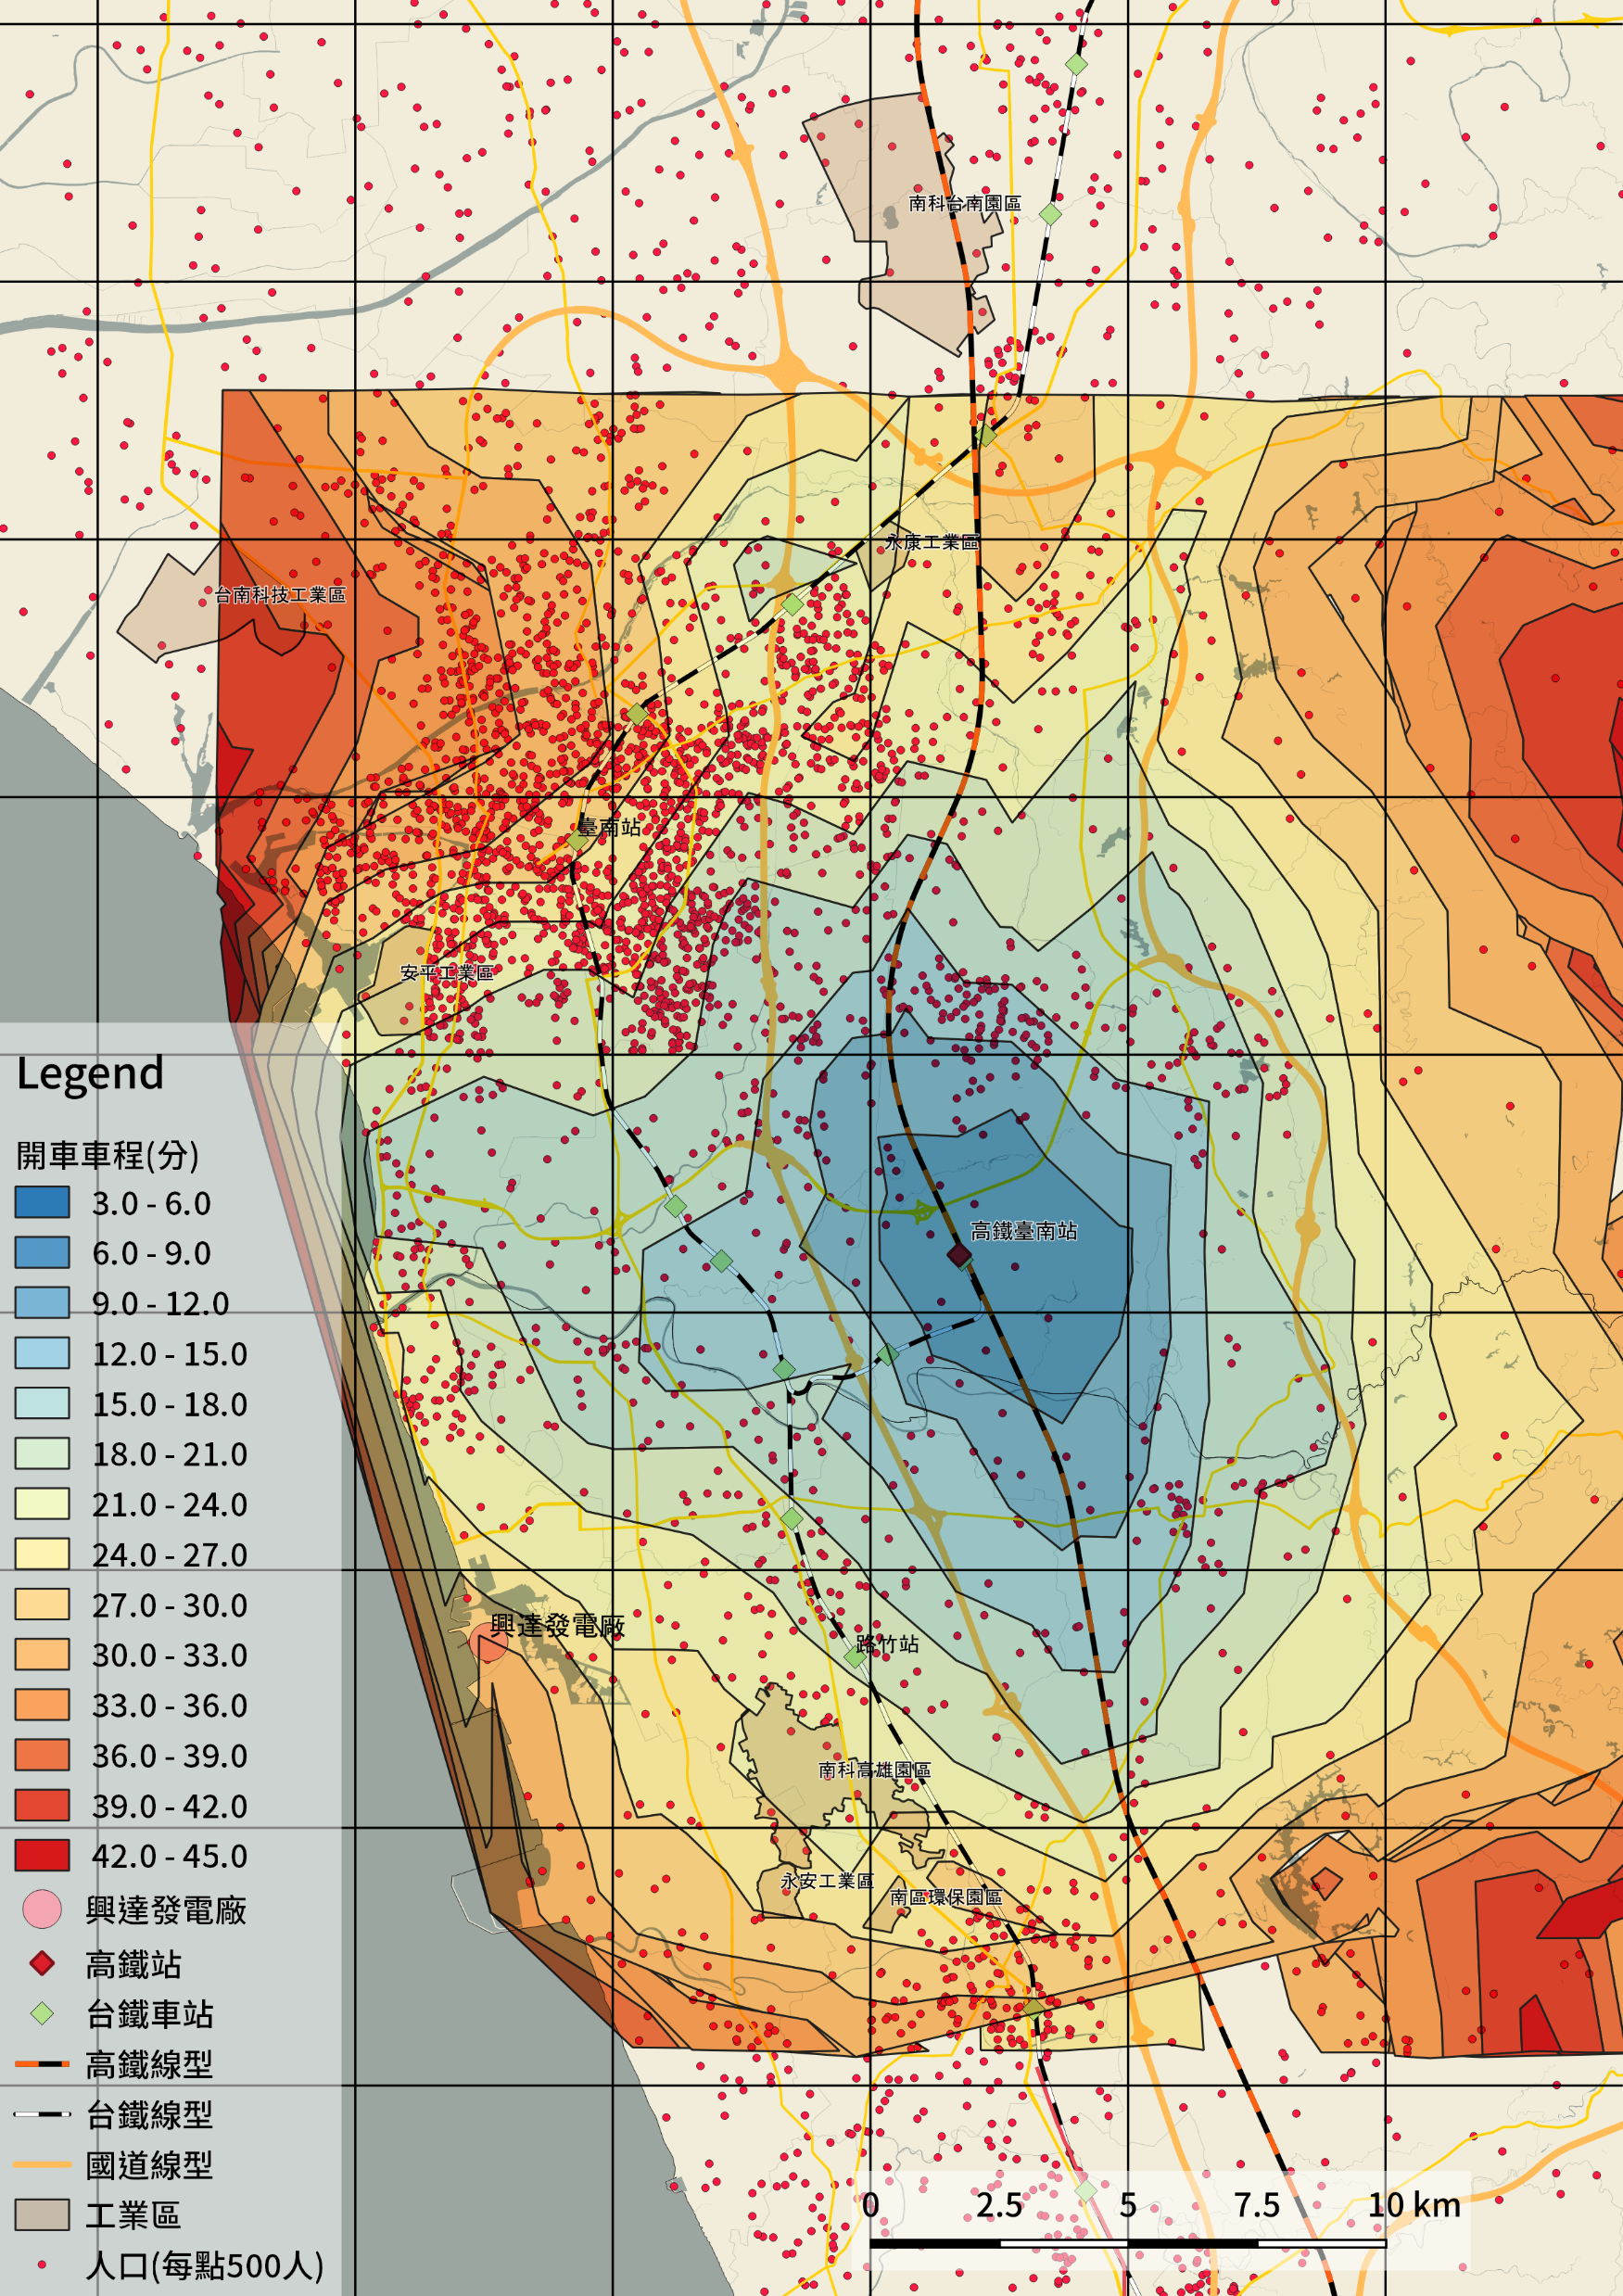 南科台南園區
永康工業區
台南科技工業區
臺南站
安平工業區
高鐵臺南站
興達發電廠
路竹站
南科高雄園區
永安工業區
南區環保園區
Legend
開車車程(分)
3.0 - 6.0
6.0 - 9.0
9.0 - 12.0
12.0 - 15.0
15.0 - 18.0
18.0 - 21.0
21.0 - 24.0
24.0 - 27.0
27.0 - 30.0
30.0 - 33.0
33.0 - 36.0
36.0 - 39.0
39.0 - 42.0
42.0 - 45.0
興達發電廠
高鐵站
台鐵車站
高鐵線型
台鐵線型
國道線型
工業區
人口(每點500人)
0 2.5 5 7.5 10 km